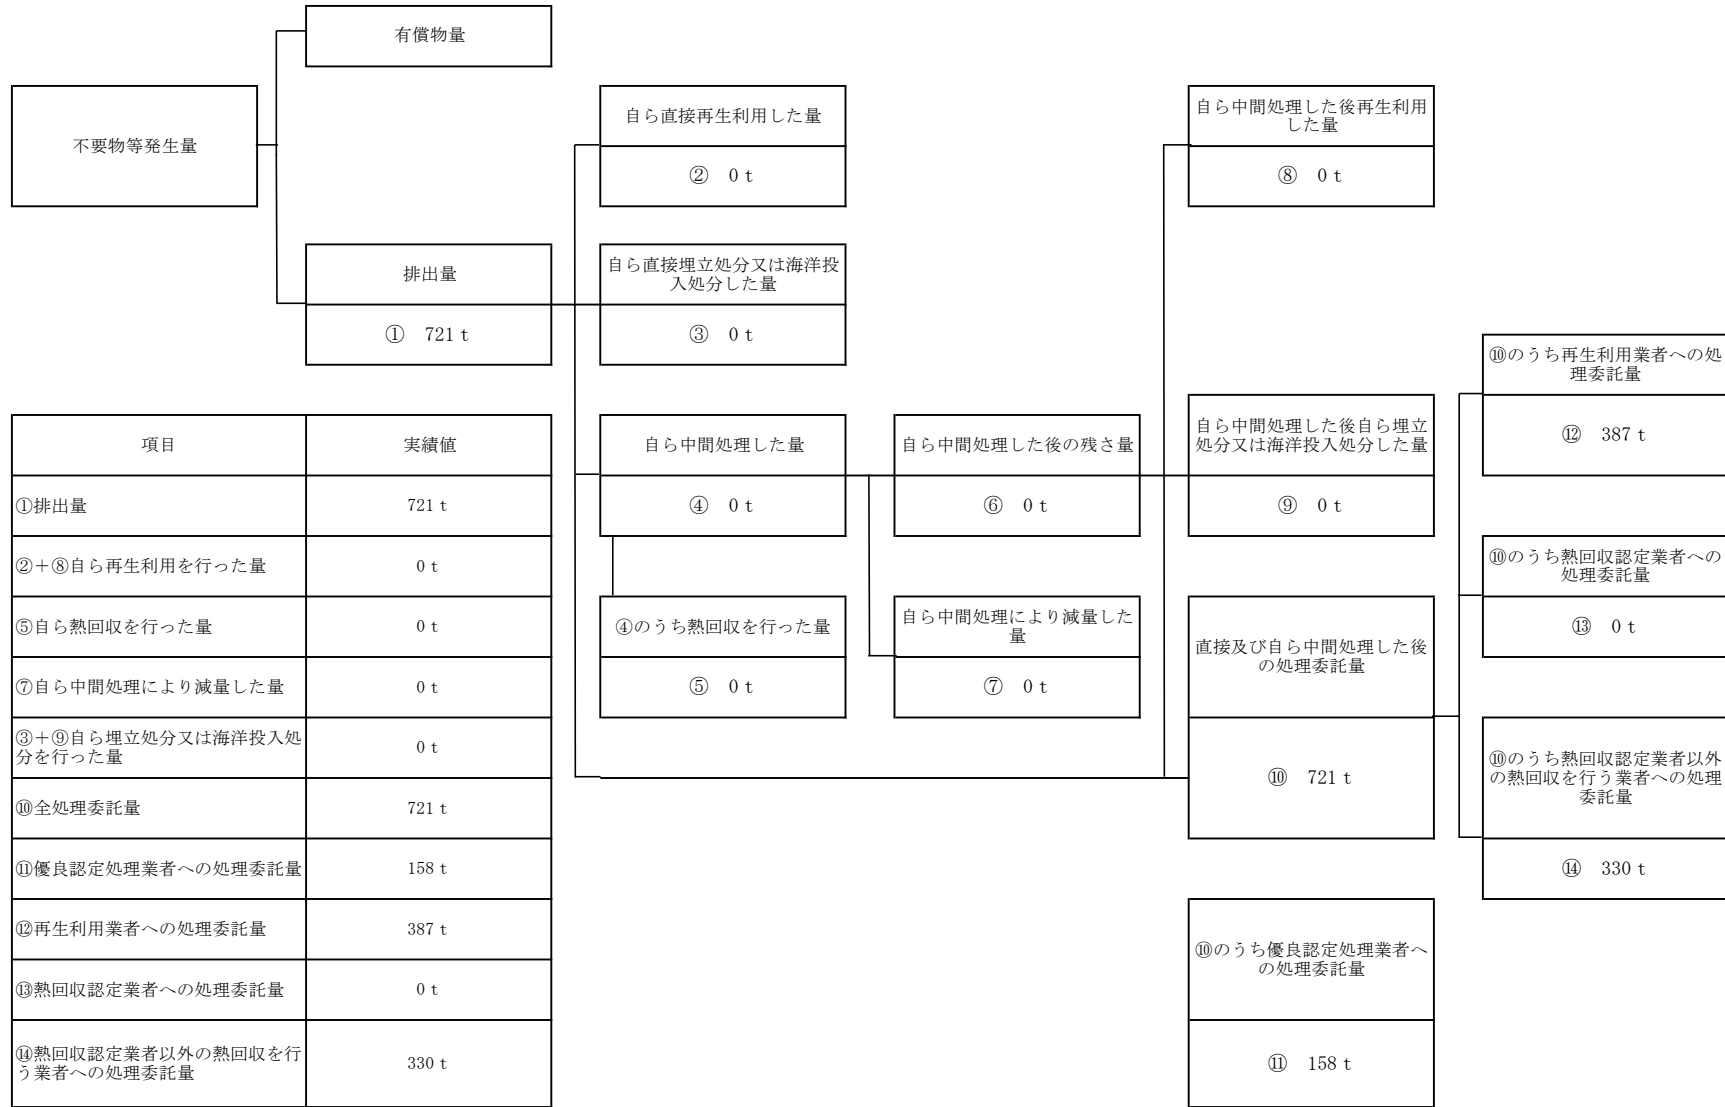 有償物量
不要物等発生量
自ら直接再生利用した量
② 0 t
自ら中間処理した後再生利用
した量
⑧ 0 t
排出量
① 721 t
自ら直接埋立処分又は海洋投
入処分した量
③ 0 t
⑩のうち再生利用業者への処
理委託量
⑫ 387 t
項目 実績値
①排出量 721 t
②+⑧自ら再生利用を行った量 0 t
⑤自ら熱回収を行った量 0 t
⑦自ら中間処理により減量した量 0 t
③+⑨自ら埋立処分又は海洋投入処
分を行った量 0 t
⑩全処理委託量 721 t
⑪優良認定処理業者への処理委託量 158 t
⑫再生利用業者への処理委託量 387 t
⑬熱回収認定業者への処理委託量 0 t
⑭熱回収認定業者以外の熱回収を行
う業者への処理委託量 330 t
自ら中間処理した量
④ 0 t
自ら中間処理した後の残さ量
⑥ 0 t
自ら中間処理した後自ら埋立
処分又は海洋投入処分した量
⑨ 0 t
④のうち熱回収を行った量
⑤ 0 t
自ら中間処理により減量した
量
⑦ 0 t
直接及び自ら中間処理した後
の処理委託量
⑩ 721 t
⑩のうち熱回収認定業者への
処理委託量
⑬ 0 t
⑩のうち熱回収認定業者以外
の熱回収を行う業者への処理
委託量
⑭ 330 t
⑩のうち優良認定処理業者へ
の処理委託量
⑪ 158 t